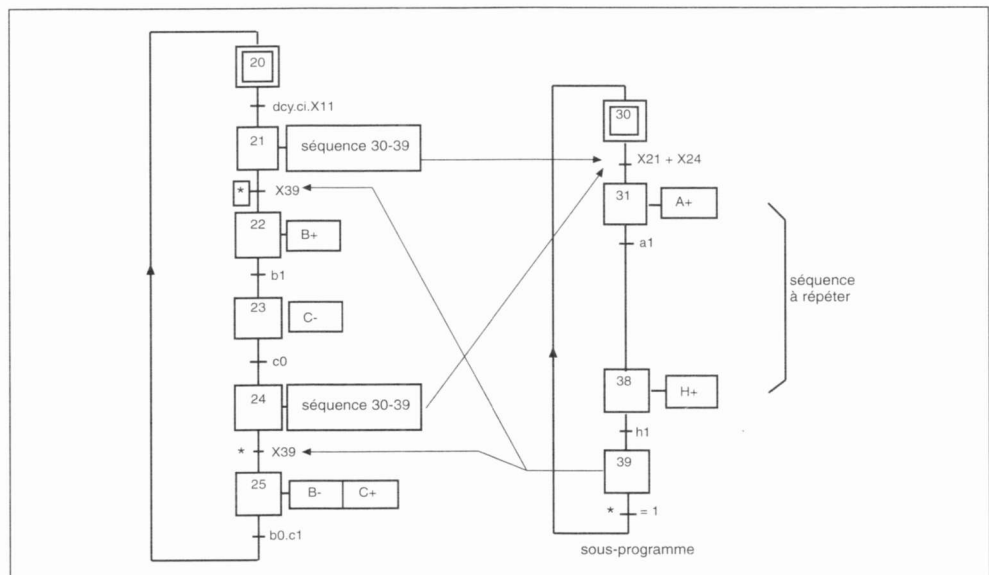 20
dcy.ci.X11
21
séquence 30-39
* X39
22
B+
b1
23
C-
c0
24
séquence 30-39
* X39
25
B- C+
b0.c1
30
X21 + X24
31
A+
a1
séquence
à répéter
38
H+
h1
39
* = 1
sous-programme